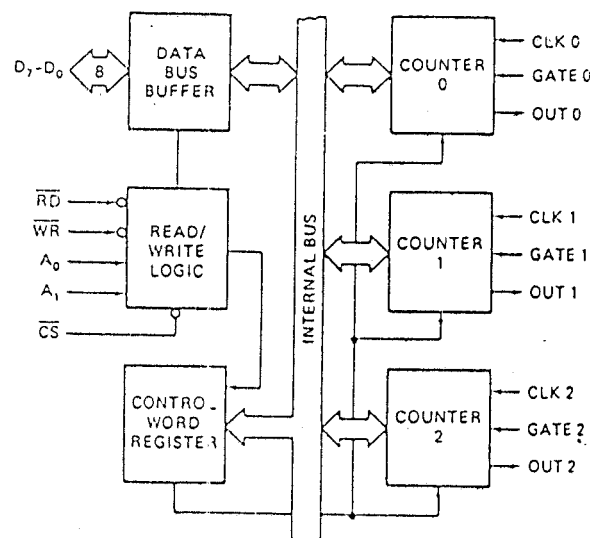 D₇-D₀
8
DATA
BUS
BUFFER
RD
WR
A₀
A₁
CS
READ/
WRITE
LOGIC
CONTRO-
WORD
REGISTER
INTERNAL BUS
COUNTER
0
CLK 0
GATE 0
OUT 0
COUNTER
1
CLK 1
GATE 1
OUT 1
COUNTER
2
CLK 2
GATE 2
OUT 2